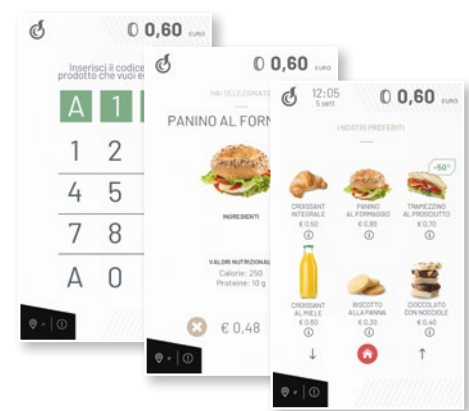 0,60 EURO
Inserisci il codice
prodotto che vuoi
A 1
1 2
4 5
7 8
A 0
0,60 EURO
HAI SELEZIONATO
PANINO AL FORM
INGREDIENTI
VALORI NUTRIZIONAL
Calorie: 250
Proteine: 10 g
€ 0,48
12:05
5 sett
0,60 EURO
I NOSTRI PREFERITI
CROISSANT
INTEGRALE
€ 0,50
PANINO
AL FORMAGGIO
€ 0,80
-50%
TRAMEZZINO
AL PROSCIUTTO
€ 0,70
CROISSANT
AL MIELE
€ 0,60
BISCOTTO
ALLA PANNA
€ 0,30
CIOCCOLATO
CON NOCCIOLE
€ 0,40